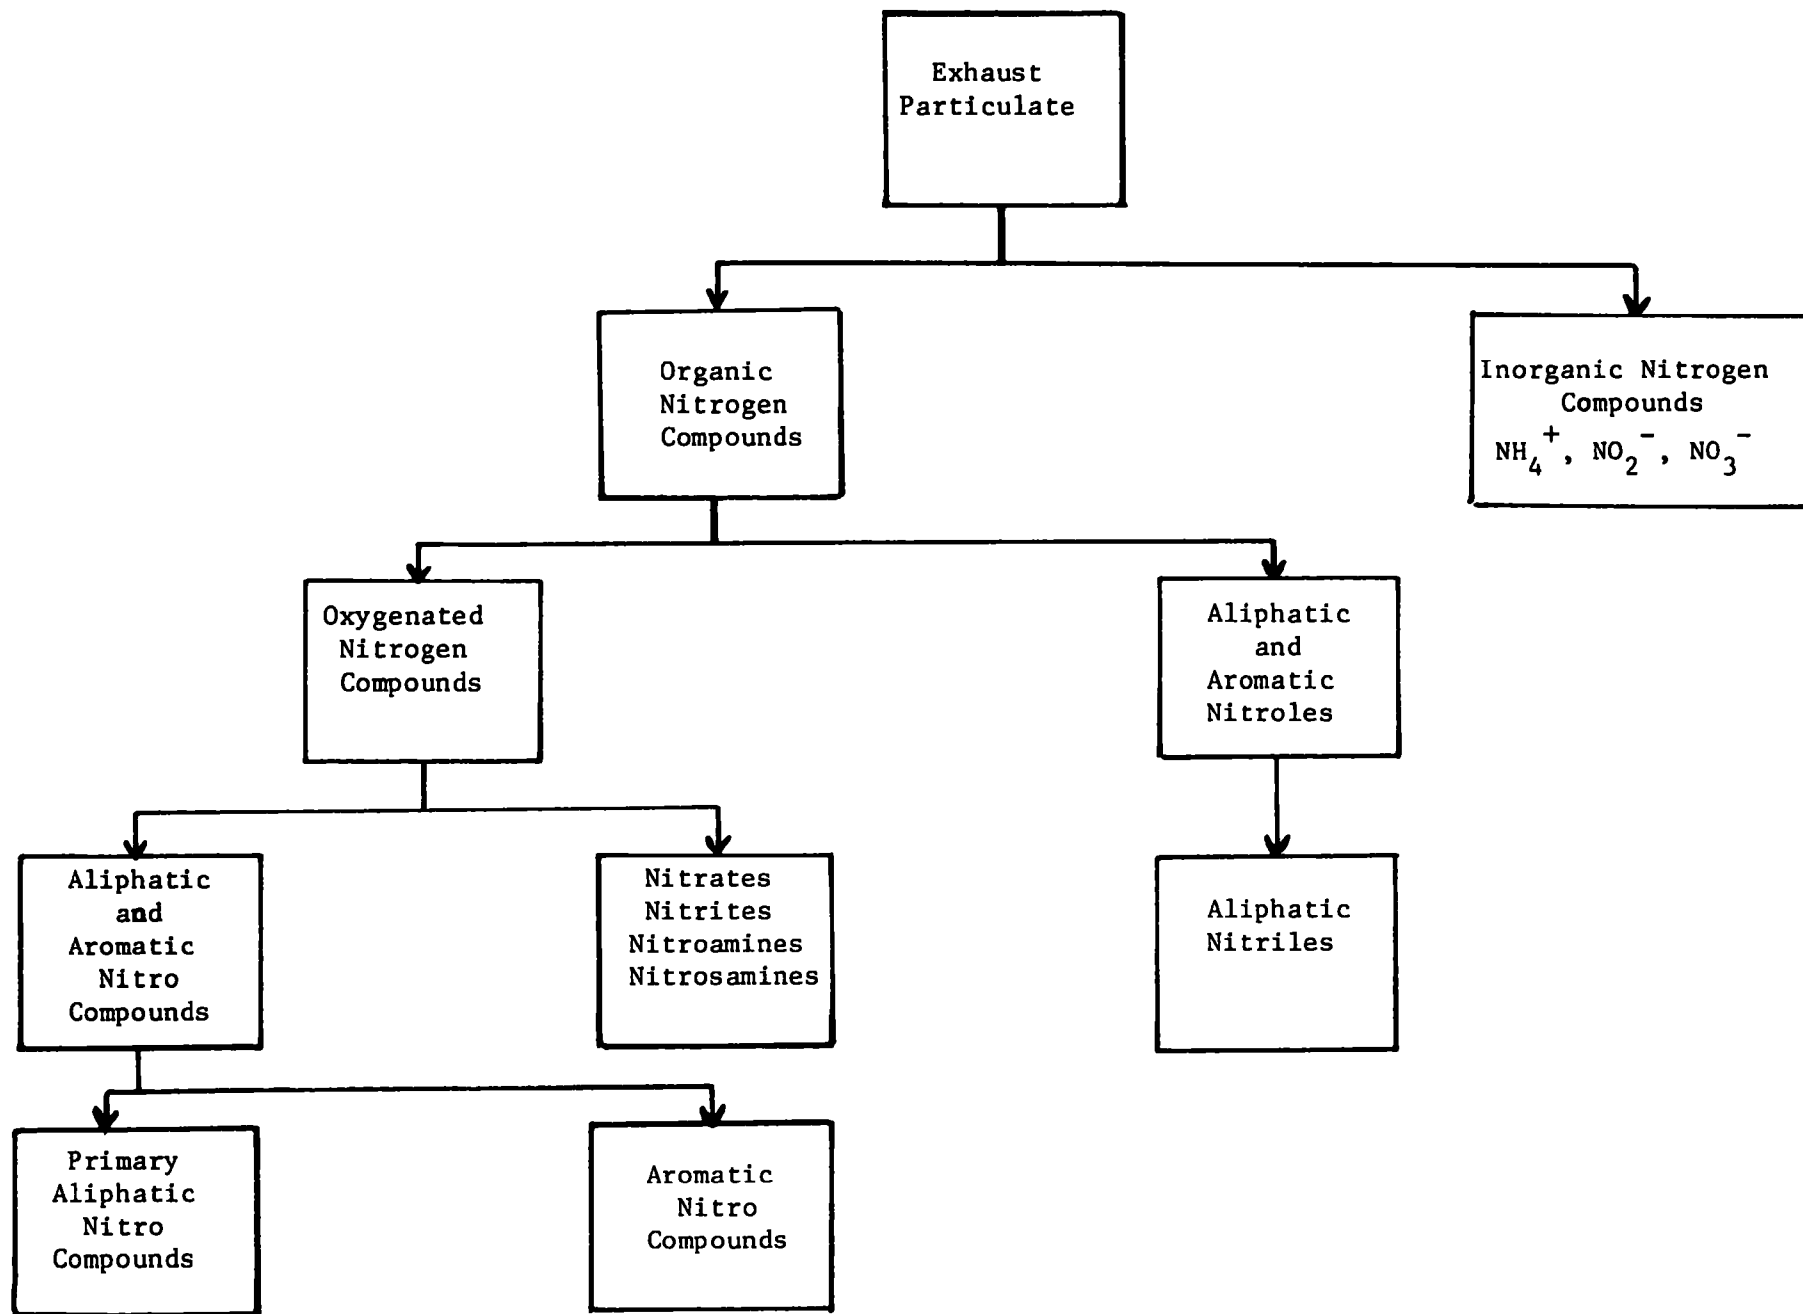 Exhaust
Particulate
Organic
Nitrogen
Compounds
Inorganic Nitrogen
Compounds
NH₄⁺, NO₂⁻, NO₃⁻
Oxygenated
Nitrogen
Compounds
Aliphatic
and
Aromatic
Nitroles
Aliphatic
and
Aromatic
Nitro
Compounds
Nitrates
Nitrites
Nitroamines
Nitrosamines
Aliphatic
Nitriles
Primary
Aliphatic
Nitro
Compounds
Aromatic
Nitro
Compounds